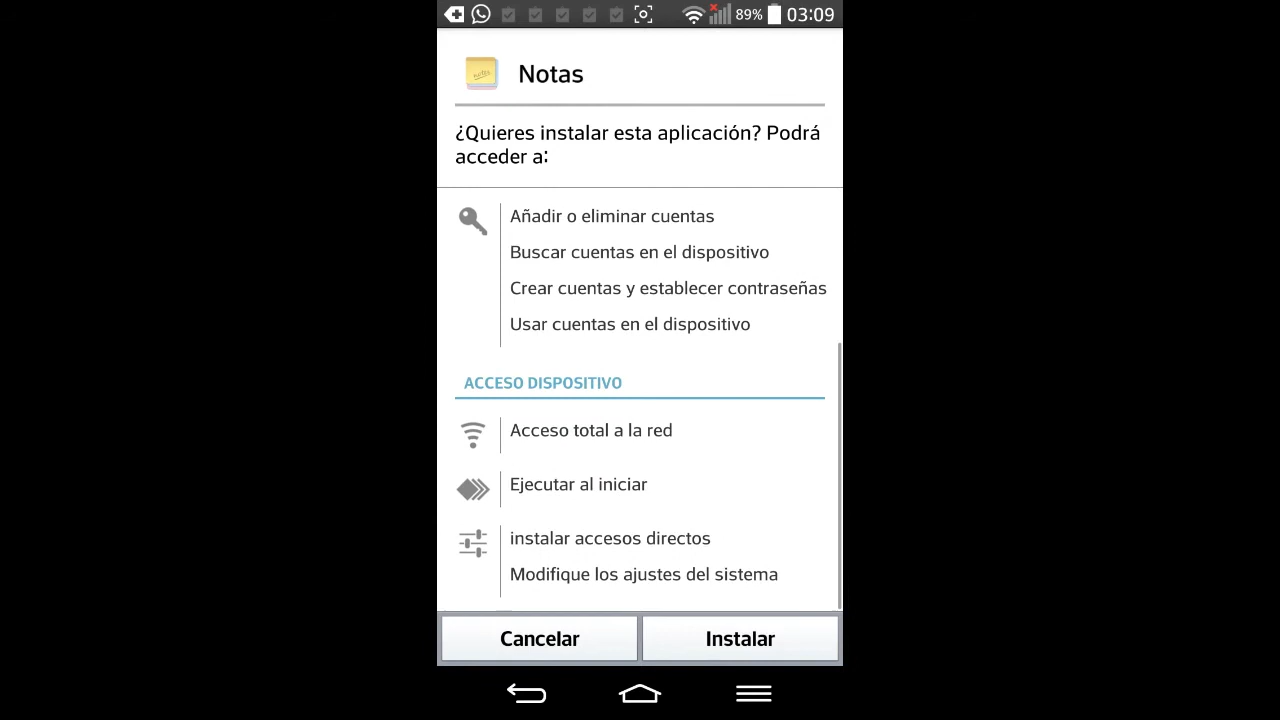 89% 03:09
Notas
¿Quieres instalar esta aplicación? Podrá
acceder a:
Añadir o eliminar cuentas
Buscar cuentas en el dispositivo
Crear cuentas y establecer contraseñas
Usar cuentas en el dispositivo
ACCESO DISPOSITIVO
Acceso total a la red
Ejecutar al iniciar
instalar accesos directos
Modifique los ajustes del sistema
Cancelar Instalar